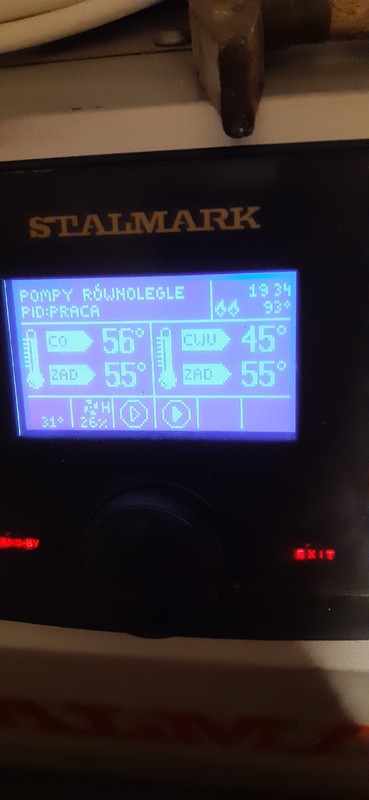 STALMARK
POMPY RÓWNOLEGLE
PID:PRACA
19 34
93°
CO 56°
ZAD 55°
CWU 45°
ZAD 55°
31° H 26%
EXIT